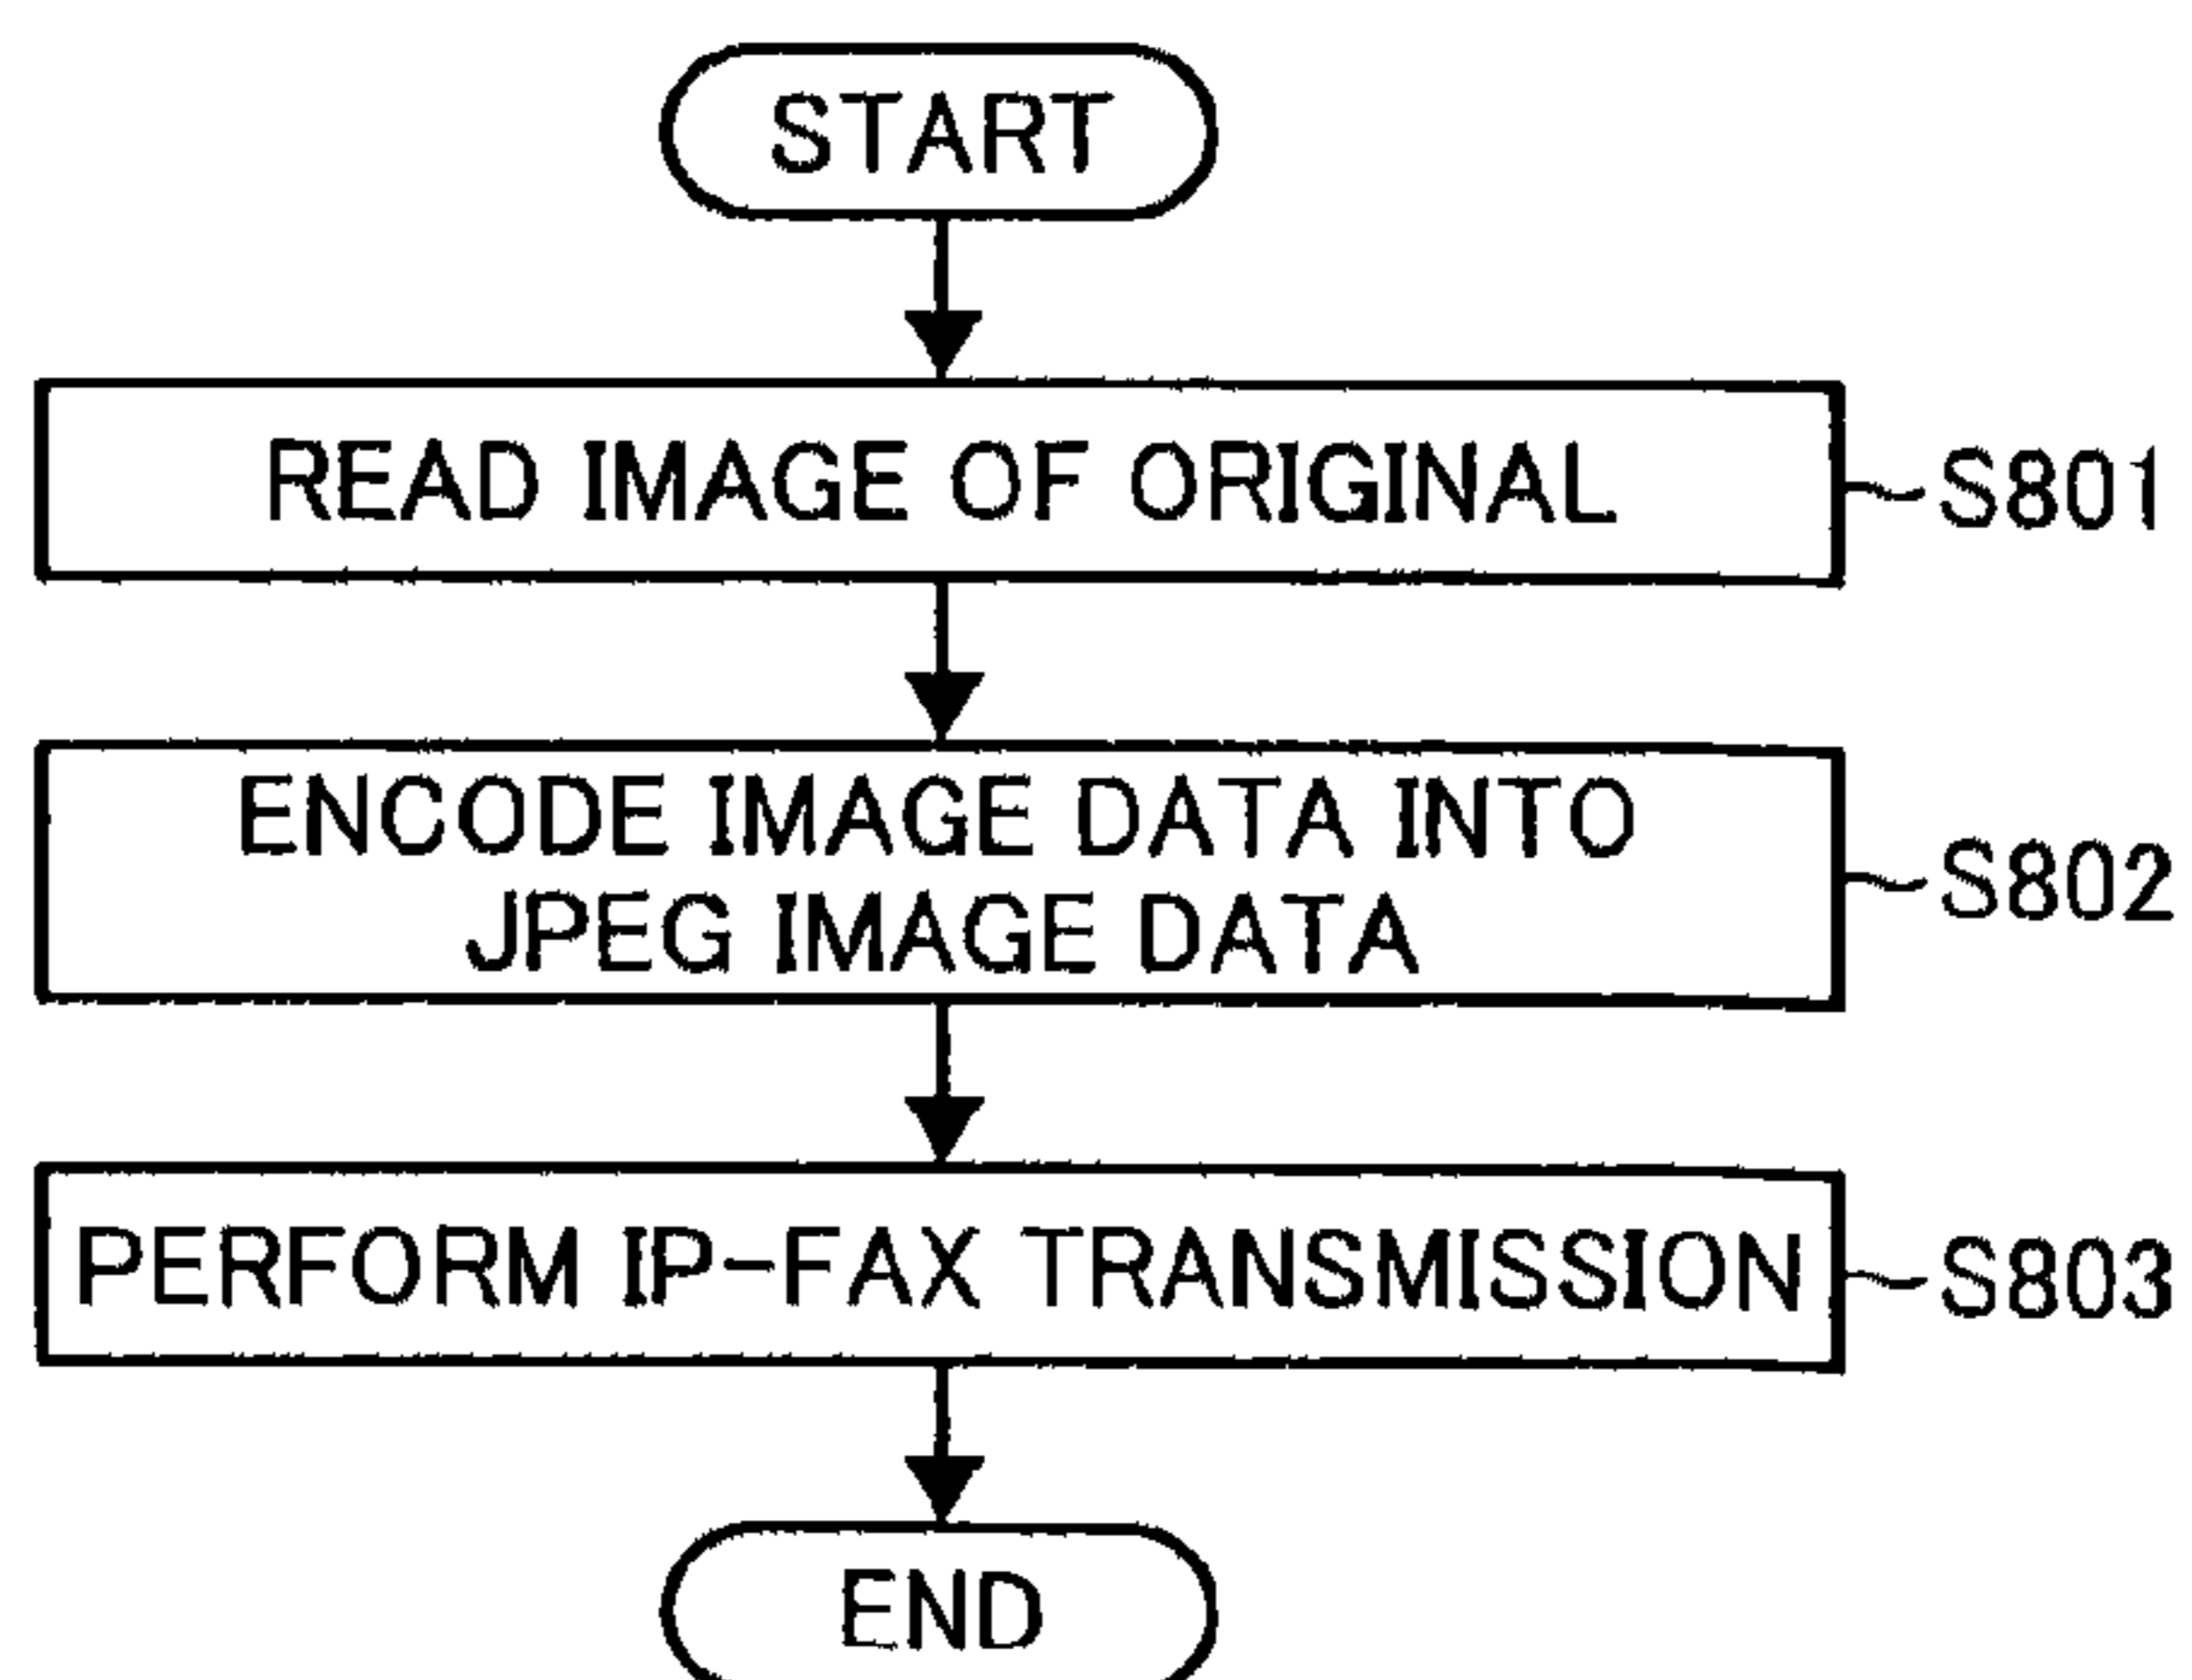 START
READ IMAGE OF ORIGINAL
S801
ENCODE IMAGE DATA INTO
JPEG IMAGE DATA
S802
PERFORM IP-FAX TRANSMISSION
S803
END